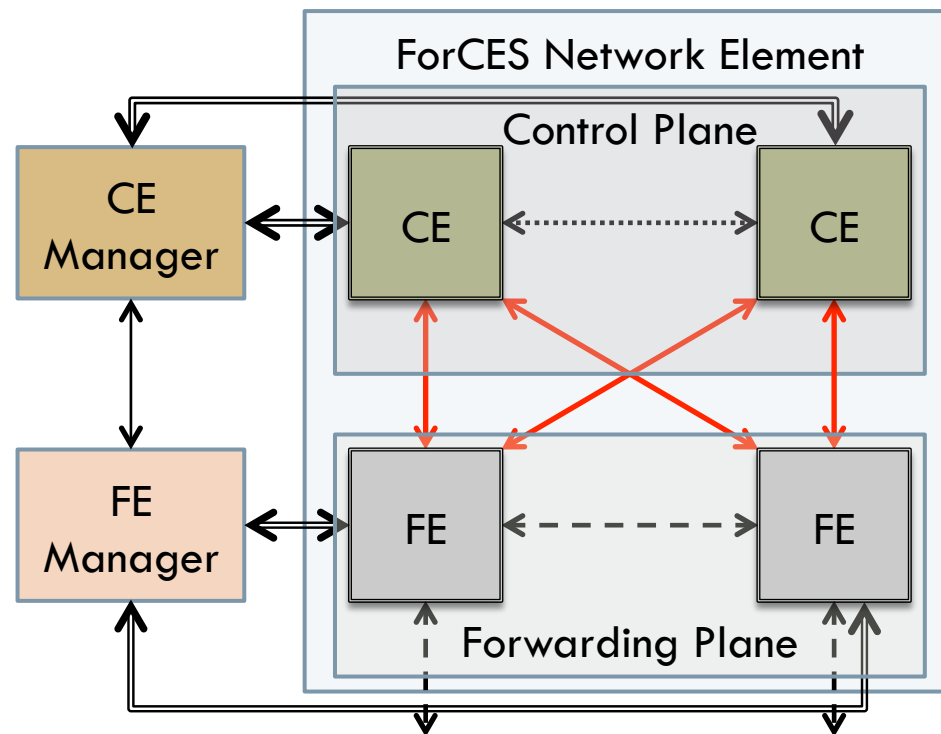 ForCES Network Element
Control Plane
CE
Manager
CE
CE
FE
Manager
FE
FE
Forwarding Plane